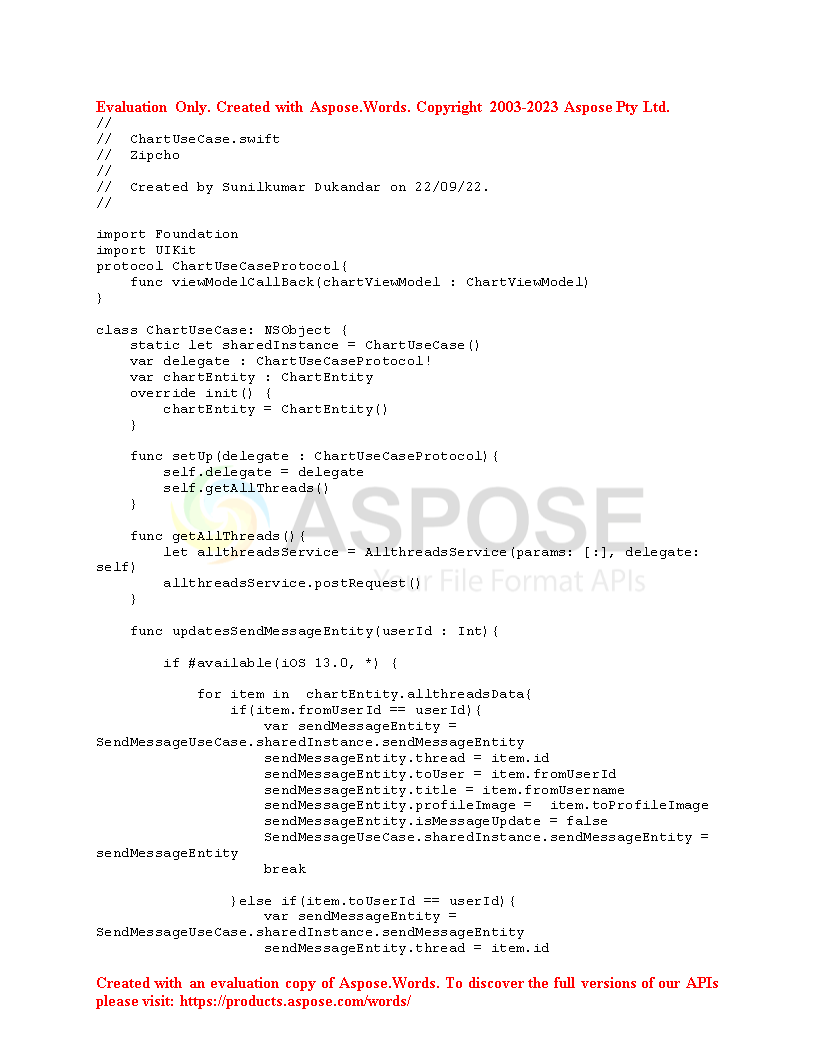 Evaluation Only. Created with Aspose.Words. Copyright 2003-2023 Aspose Pty Ltd.
//
//  ChartUseCase.swift
//  Zipcho
//
//  Created by Sunilkumar Dukandar on 22/09/22.
//

import Foundation
import UIKit
protocol ChartUseCaseProtocol{
    func viewModelCallBack(chartViewModel : ChartViewModel)
}

class ChartUseCase: NSObject {
    static let sharedInstance = ChartUseCase()
    var delegate : ChartUseCaseProtocol!
    var chartEntity : ChartEntity
    override init() {
        chartEntity = ChartEntity()
    }

    func setUp(delegate : ChartUseCaseProtocol){
        self.delegate = delegate
        self.getAllThreads()
    }
ASPOSE
    func getAllThreads(){
        let allthreadsService = AllthreadsService(params: [:], delegate:
self)
Your File Format APIs
        allthreadsService.postRequest()
    }

    func updatesSendMessageEntity(userId : Int){

        if #available(iOS 13.0, *) {

            for item in  chartEntity.allthreadsData{
                if(item.fromUserId == userId){
                    var sendMessageEntity =
SendMessageUseCase.sharedInstance.sendMessageEntity
                    sendMessageEntity.thread = item.id
                    sendMessageEntity.toUser = item.fromUserId
                    sendMessageEntity.title = item.fromUsername
                    sendMessageEntity.profileImage =  item.toProfileImage
                    sendMessageEntity.isMessageUpdate = false
                    SendMessageUseCase.sharedInstance.sendMessageEntity =
sendMessageEntity
                    break

                }else if(item.toUserId == userId){
                    var sendMessageEntity =
SendMessageUseCase.sharedInstance.sendMessageEntity
                    sendMessageEntity.thread = item.id

Created with an evaluation copy of Aspose.Words. To discover the full versions of our APIs
please visit: https://products.aspose.com/words/